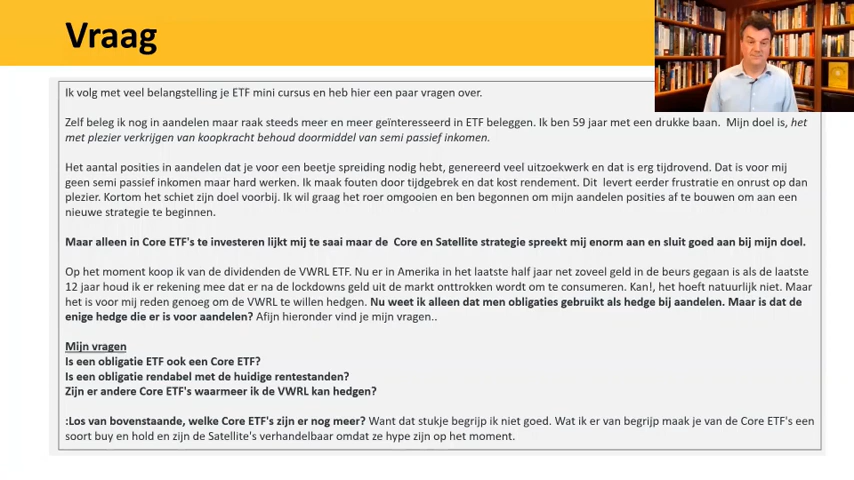 Vraag
Ik volg met veel belangstelling je ETF mini cursus en heb hier een paar vragen over.
Zelf beleg ik nog in aandelen maar raak steeds meer en meer geïnteresseerd in ETF beleggen. Ik ben 59 jaar met een drukke baan. Mijn doel is, het
met plezier verkrijgen van koopkracht behoud doormiddel van semi passief inkomen.
Het aantal posities in aandelen dat je voor een beetje spreiding nodig hebt, genereerd veel uitzoekwerk en dat is erg tijdrovend. Dat is voor mij
geen semi passief inkomen maar hard werken. Ik maak fouten door tijdgebrek en dat kost rendement. Dit levert eerder frustratie en onrust op dan
plezier. Kortom het schiet zijn doel voorbij. Ik wil graag het roer omgooien en ben begonnen om mijn aandelen posities af te bouwen om aan een
nieuwe strategie te beginnen.
Maar alleen in Core ETF's te investeren lijkt mij te saai maar de Core en Satellite strategie spreekt mij enorm aan en sluit goed aan bij mijn doel.
Op het moment koop ik van de dividenden de VWRL ETF. Nu er in Amerika in het laatste half jaar net zoveel geld in de beurs gegaan is als de laatste
12 jaar houd ik er rekening mee dat er na de lockdowns geld uit de markt onttrokken wordt om te consumeren. Kan!, het hoeft natuurlijk niet. Maar
het is voor mij reden genoeg om de VWRL te willen hedgen. Nu weet ik alleen dat men obligaties gebruikt als hedge bij aandelen. Maar is dat de
enige hedge die er is voor aandelen? Afijn hieronder vind je mijn vragen..
Mijn vragen
Is een obligatie ETF ook een Core ETF?
Is een obligatie rendabel met de huidige rentestanden?
Zijn er andere Core ETF's waarmeer ik de VWRL kan hedgen?
:Los van bovenstaande, welke Core ETF's zijn er nog meer? Want dat stukje begrijp ik niet goed. Wat ik er van begrijp maak je van de Core ETF's een
soort buy en hold en zijn de Satellite's verhandelbaar omdat ze hype zijn op het moment.